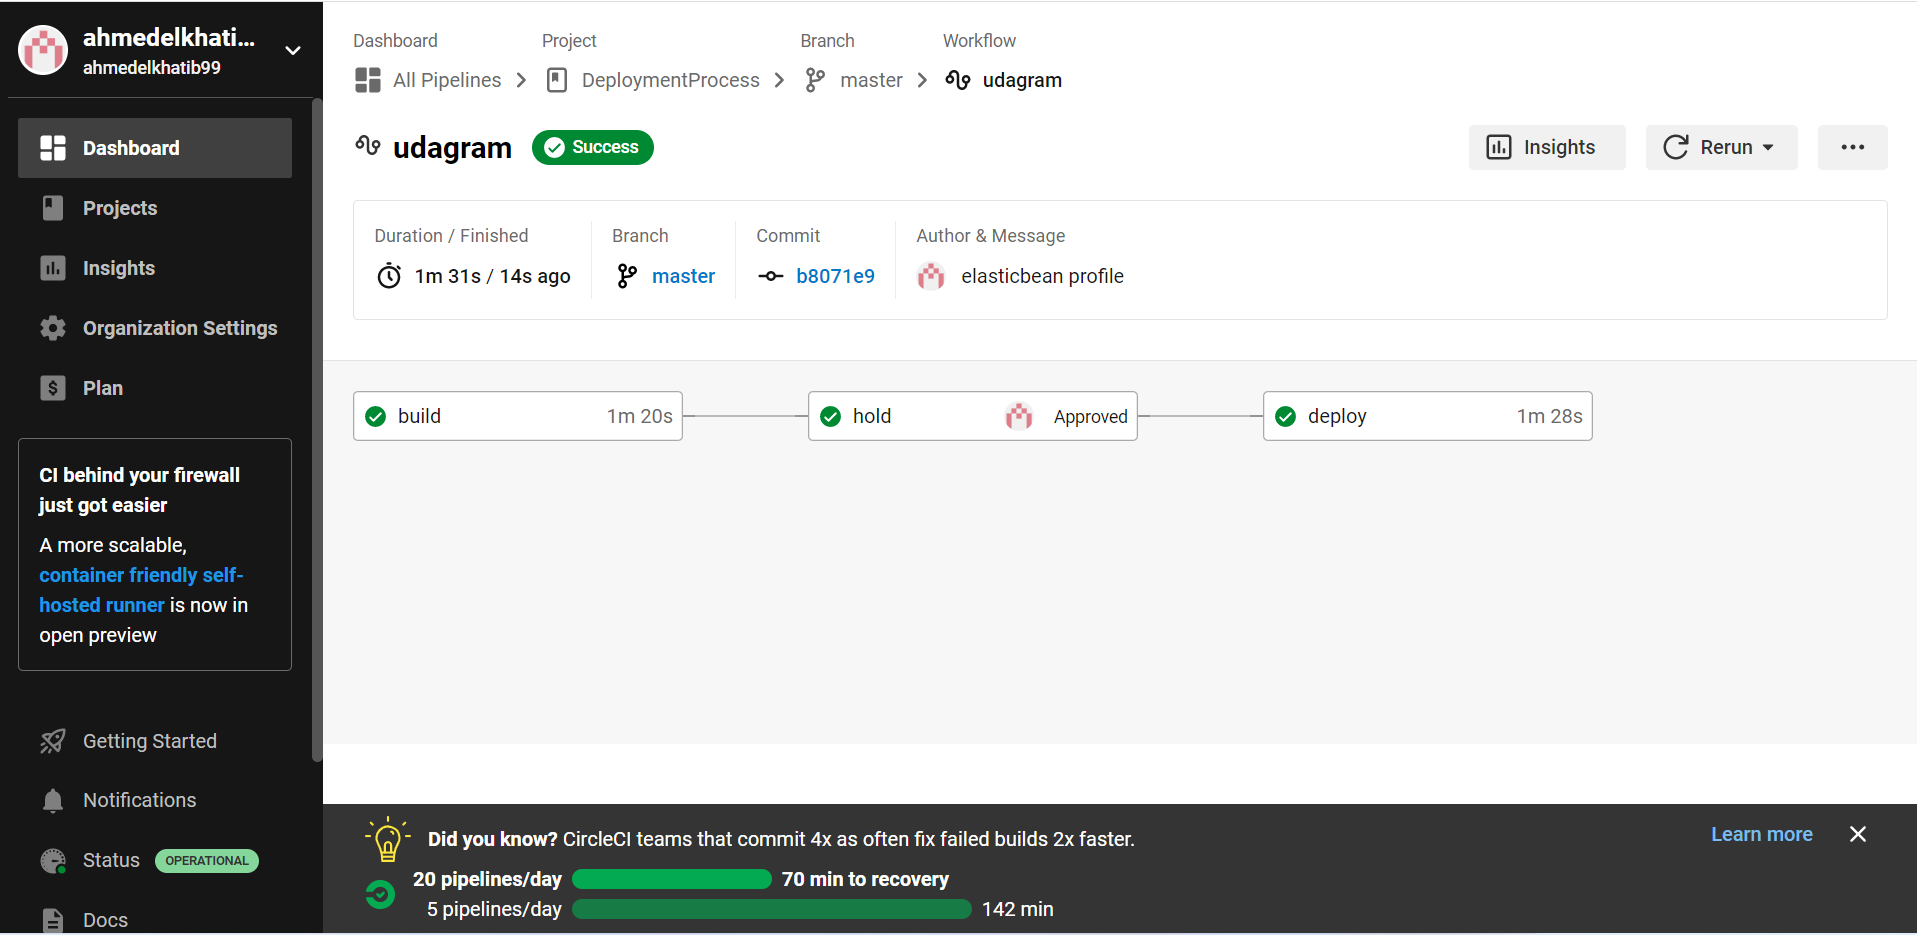 ahmedelkhati...
ahmedelkhatib99
Dashboard
Projects
Insights
Organization Settings
Plan
CI behind your firewall
just got easier
A more scalable,
container friendly self-
hosted runner is now in
open preview
Getting Started
Notifications
Status OPERATIONAL
Docs
Dashboard Project Branch Workflow
All Pipelines DeploymentProcess master udagram
udagram Success
Insights Rerun
Duration / Finished Branch Commit Author & Message
1m 31s / 14s ago master b8071e9 elasticbean profile
build 1m 20s hold Approved deploy 1m 28s
Did you know? CircleCI teams that commit 4x as often fix failed builds 2x faster.
Learn more
20 pipelines/day 70 min to recovery
5 pipelines/day 142 min